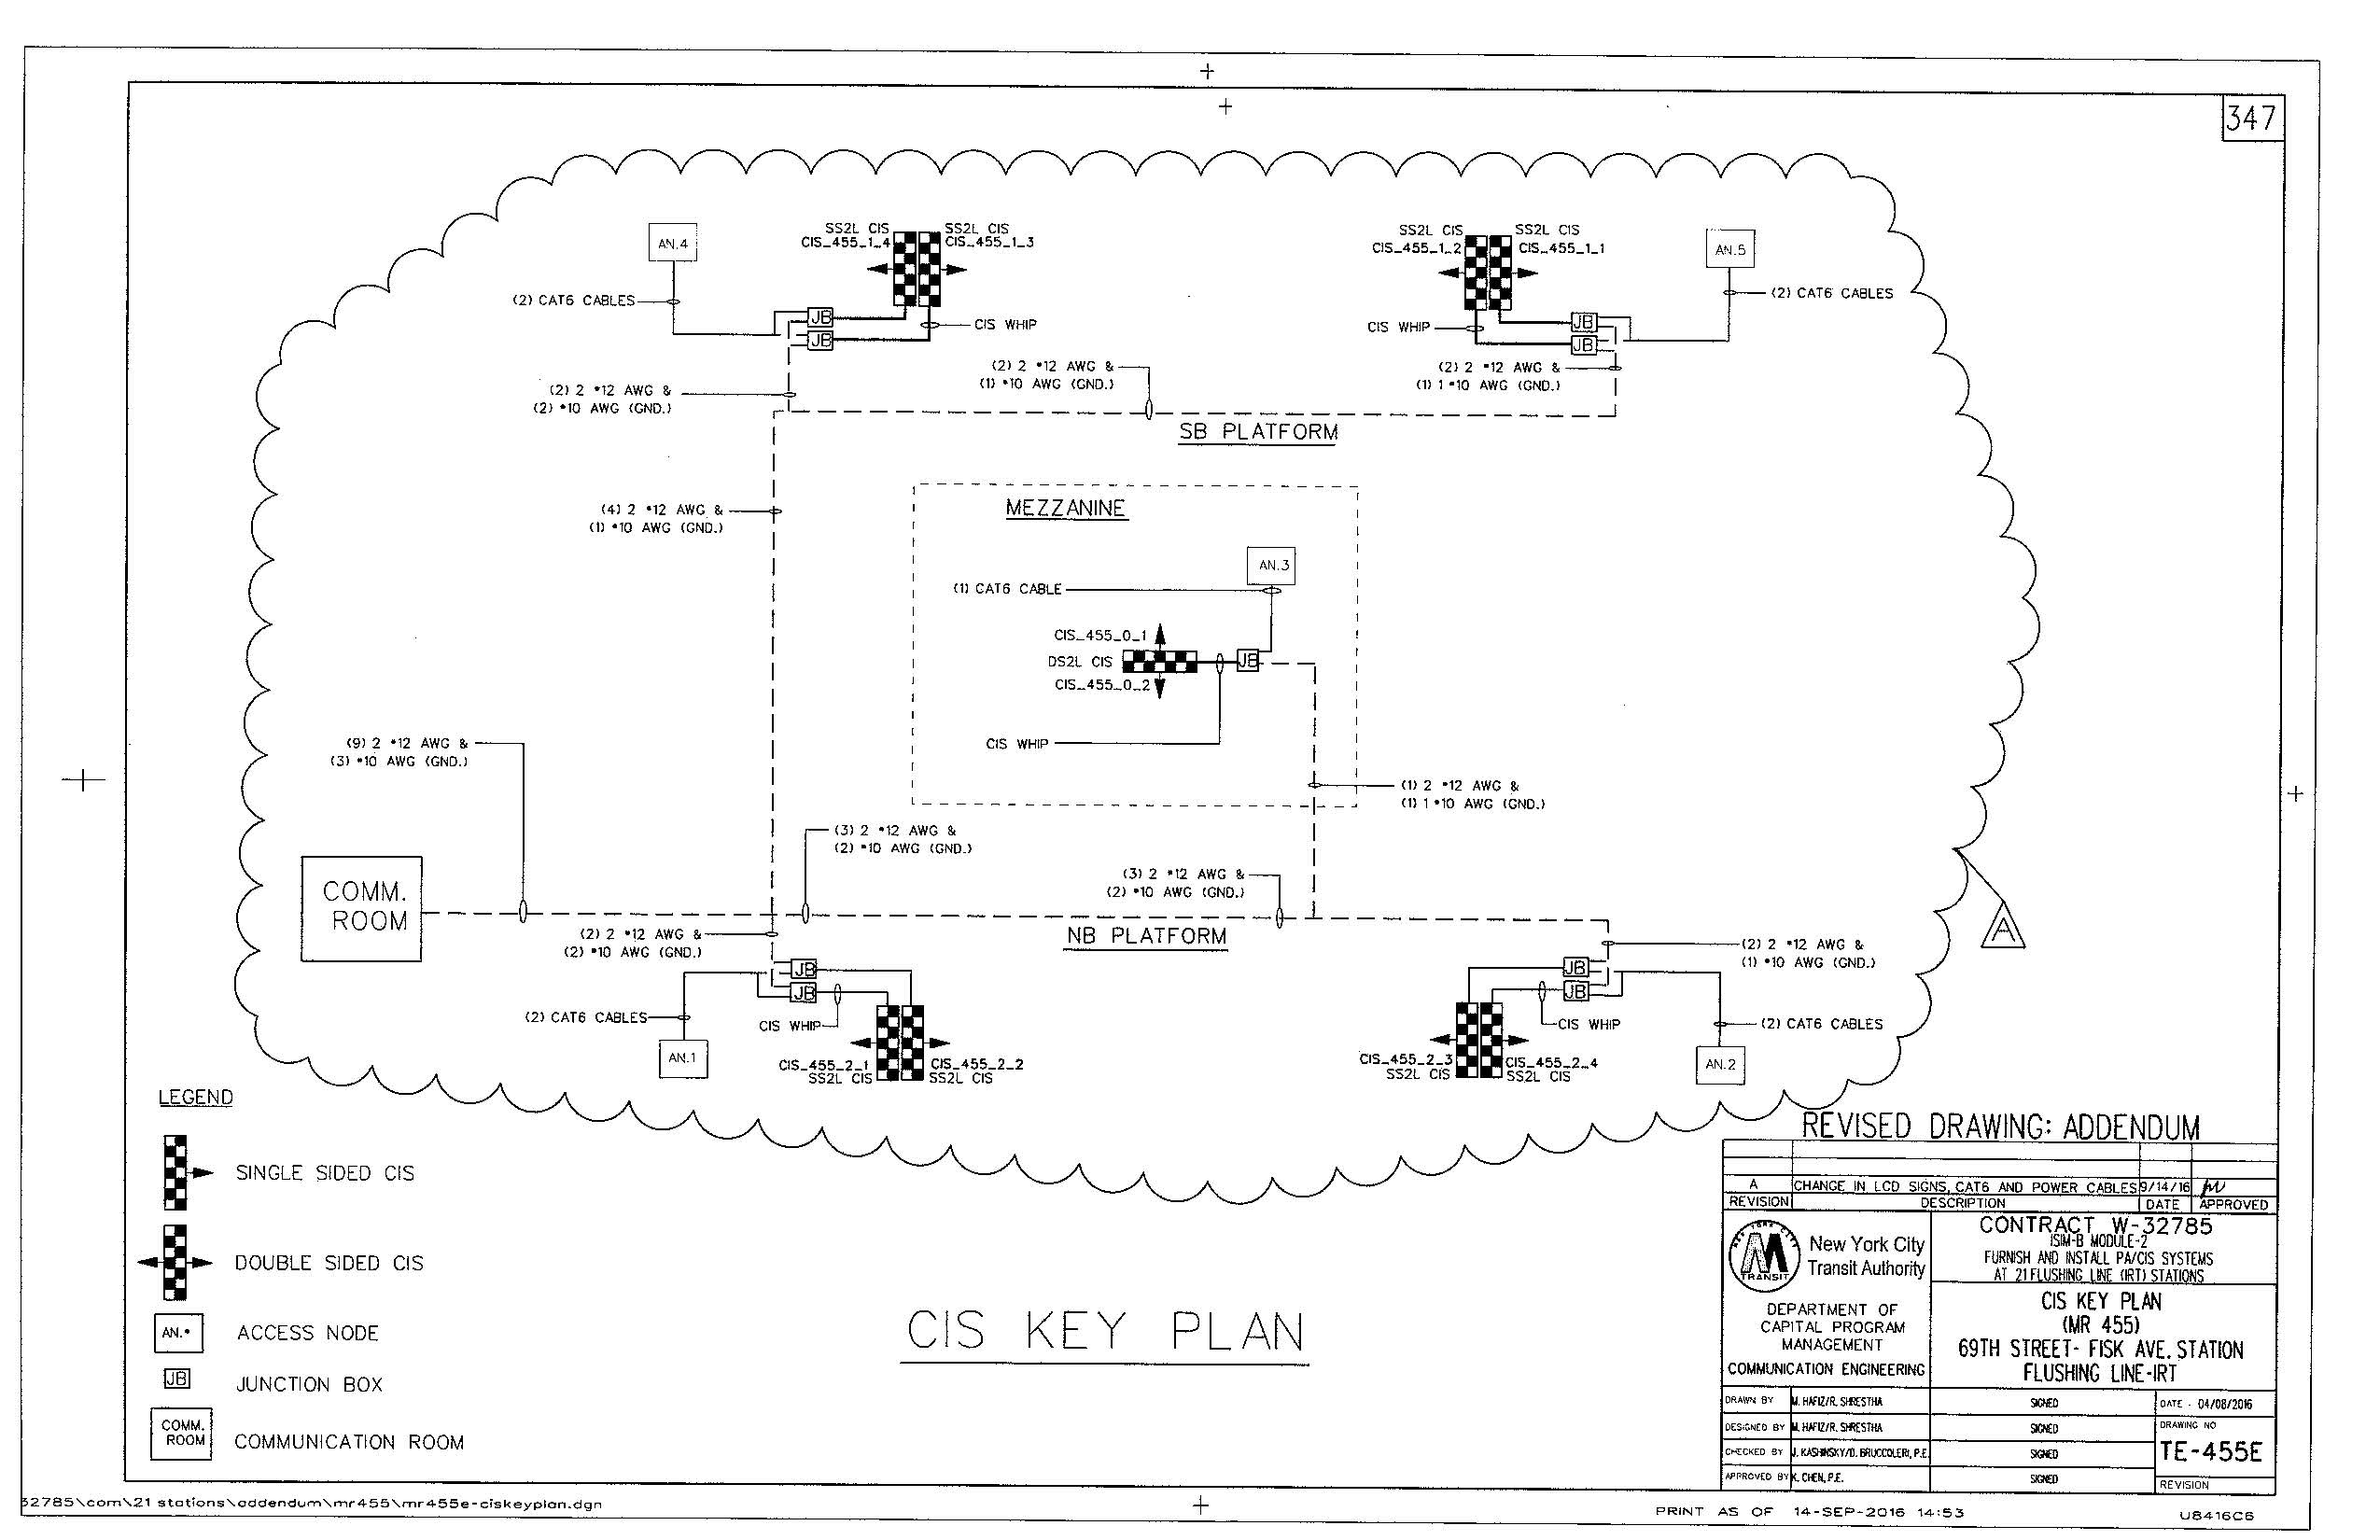 347
SS2L CIS
CIS_455_1_4
SS2L CIS
CIS_455_1_3
AN.4
(2) CAT6 CABLES
JB
JB
CIS WHIP
SS2L CIS
CIS_455_1_2
SS2L CIS
CIS_455_1_1
AN.5
(2) CAT6 CABLES
CIS WHIP
JB
JB
(2) 2 #12 AWG &
(2) #10 AWG (GND.)
(2) 2 #12 AWG &
(1) #10 AWG (GND.)
(2) 2 #12 AWG &
(1) 1 #10 AWG (GND.)
SB PLATFORM
(4) 2 #12 AWG &
(1) #10 AWG (GND.)
MEZZANINE
AN.3
(1) CAT6 CABLE
CIS_455_0_1
DS2L CIS
JB
CIS_455_0_2
CIS WHIP
(9) 2 #12 AWG &
(3) #10 AWG (GND.)
(1) 2 #12 AWG &
(1) 1 #10 AWG (GND.)
(3) 2 #12 AWG &
(2) #10 AWG (GND.)
(3) 2 #12 AWG &
(2) #10 AWG (GND.)
COMM.
ROOM
NB PLATFORM
(2) 2 #12 AWG &
(2) #10 AWG (GND.)
(2) 2 #12 AWG &
(1) #10 AWG (GND.)
A
JB
JB
(2) CAT6 CABLES
CIS WHIP
AN.1
CIS_455_2_1
SS2L CIS
CIS_455_2_2
SS2L CIS
JB
JB
CIS WHIP
(2) CAT6 CABLES
CIS_455_2_3
SS2L CIS
CIS_455_2_4
SS2L CIS
AN.2
LEGEND
SINGLE SIDED CIS
DOUBLE SIDED CIS
AN.* ACCESS NODE
JB JUNCTION BOX
COMM.
ROOM COMMUNICATION ROOM
CIS KEY PLAN
REVISED DRAWING: ADDENDUM
A CHANGE IN LCD SIGNS, CAT6 AND POWER CABLES 9/14/16
REVISION DESCRIPTION DATE APPROVED
TRANSIT
New York City
Transit Authority
DEPARTMENT OF
CAPITAL PROGRAM
MANAGEMENT
COMMUNICATION ENGINEERING
CONTRACT W-32785
ISIM-B MODULE-2
FURNISH AND INSTALL PA/CIS SYSTEMS
AT 21 FLUSHING LINE (IRT) STATIONS
CIS KEY PLAN
(MR 455)
69TH STREET- FISK AVE. STATION
FLUSHING LINE-IRT
DRAWN BY M. HAFIZ/R. SHRESTHA SIGNED DATE - 04/08/2016
DESIGNED BY M. HAFIZ/R. SHRESTHA SIGNED DRAWING NO
CHECKED BY J. KASHINSKY/D. BRUCCOLERI, P.E. SIGNED TE-455E
APPROVED BY K. CHEN, P.E. SIGNED REVISION
32785\com\21 stations\addendum\mr455\mr455e-ciskeyplan.dgn
PRINT AS OF 14-SEP-2016 14:53
U8416C6